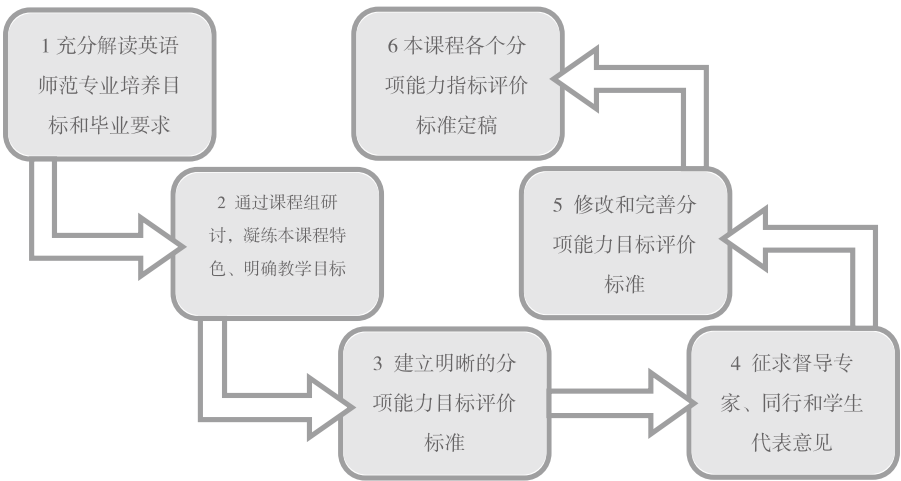 1 充分解读英语
师范专业培养目
标和毕业要求
2 通过课程组研
讨，凝练本课程特
色、明确教学目标
3 建立明晰的分
项能力目标评价
标准
4 征求督导专
家、同行和学生
代表意见
5 修改和完善分
项能力目标评价
标准
6 本课程各个分
项能力指标评价
标准定稿